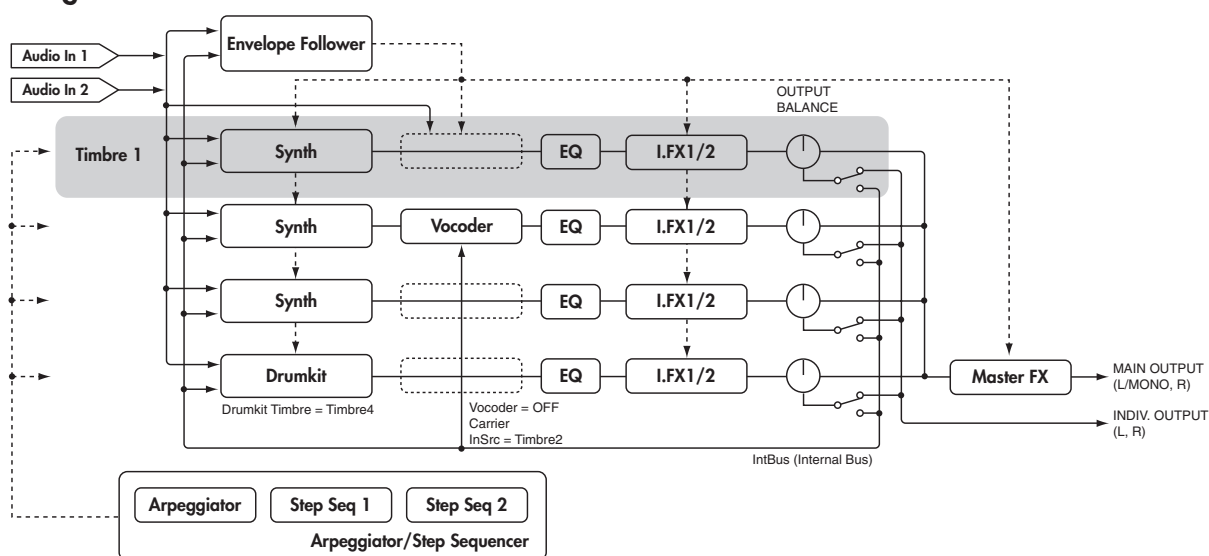 Envelope Follower
Audio In 1
Audio In 2
OUTPUT
BALANCE
Timbre 1
Synth
EQ
I.FX1/2
Synth
Vocoder
EQ
I.FX1/2
Synth
EQ
I.FX1/2
Drumkit
EQ
I.FX1/2
Master FX
MAIN OUTPUT
(L/MONO, R)
Drumkit Timbre = Timbre4
Vocoder = OFF
Carrier
InSrc = Timbre2
INDIV. OUTPUT
(L, R)
IntBus (Internal Bus)
Arpeggiator
Step Seq 1
Step Seq 2
Arpeggiator/Step Sequencer